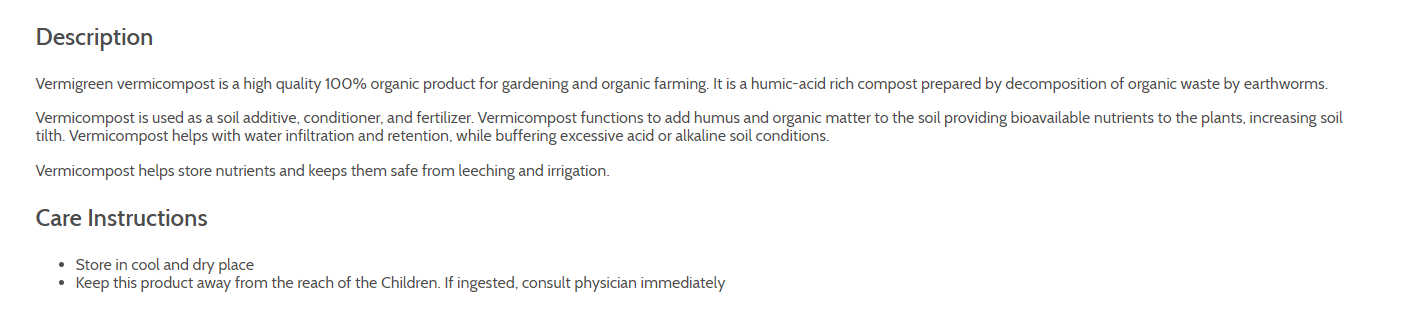 Description
Vermigreen vermicompost is a high quality 100% organic product for gardening and organic farming. It is a humic-acid rich compost prepared by decomposition of organic waste by earthworms.
Vermicompost is used as a soil additive, conditioner, and fertilizer. Vermicompost functions to add humus and organic matter to the soil providing bioavailable nutrients to the plants, increasing soil
tilth. Vermicompost helps with water infiltration and retention, while buffering excessive acid or alkaline soil conditions.
Vermicompost helps store nutrients and keeps them safe from leeching and irrigation.
Care Instructions
• Store in cool and dry place
• Keep this product away from the reach of the Children. If ingested, consult physician immediately